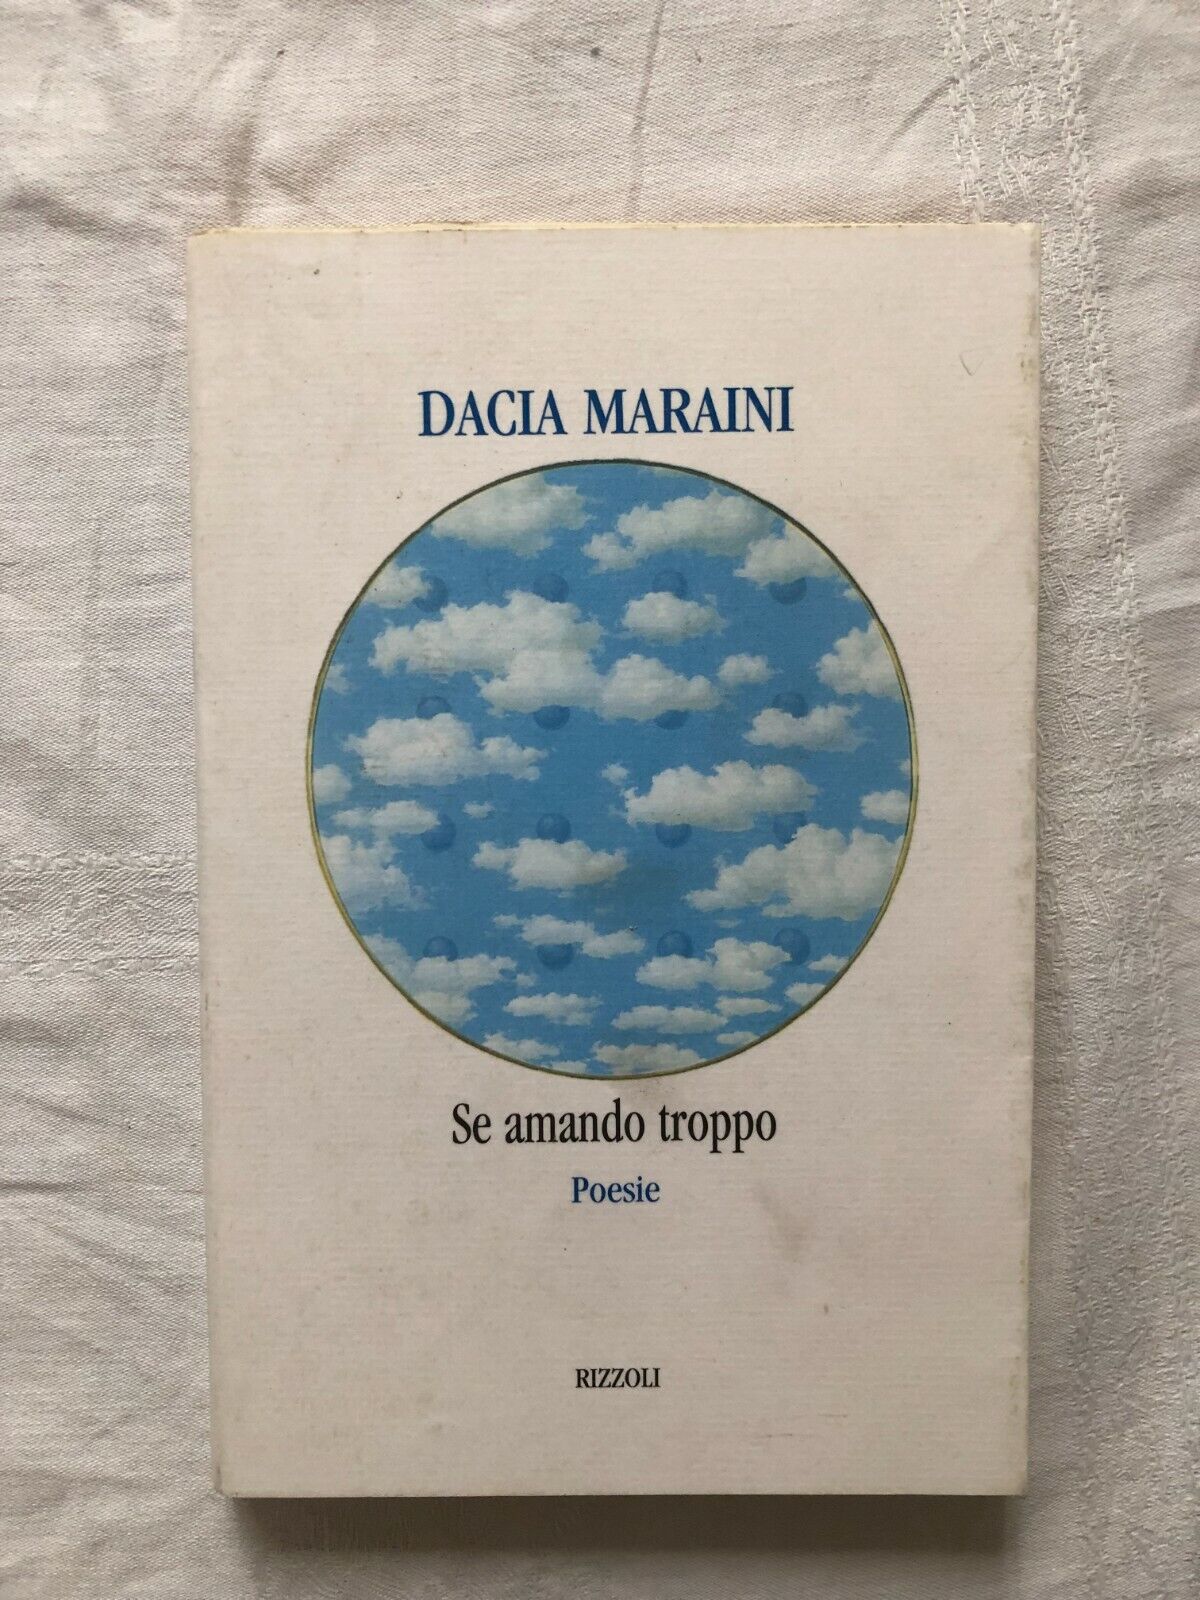 DACIA MARAINI
Se amando troppo
Poesie
RIZZOLI